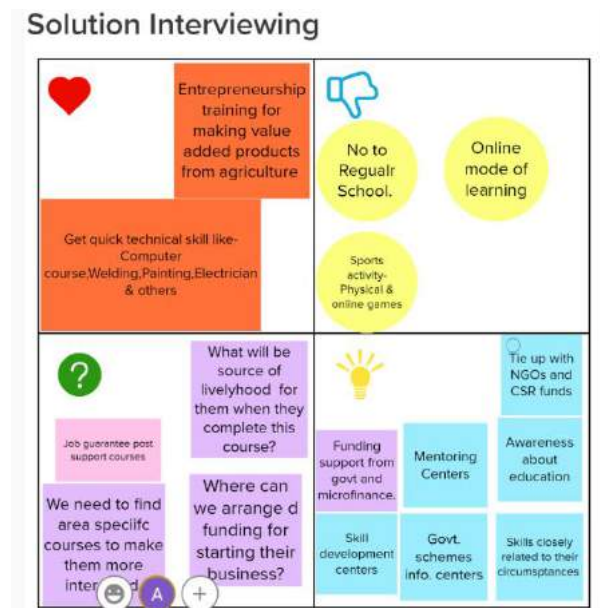 Solution Interviewing
Entrepreneurship
training for
making value
added products
from agriculture
Get quick technical skill like-
Computer
course,Welding,Painting,Electrician
& others
No to
Regualr
School.
Online
mode of
learning
Sports
activity-
Physical &
online games
?
What will be
source of
livelyhood for
them when they
complete this
course?
Job guarantee post
support courses
We need to find
area speciifc
courses to make
them more
Where can
we arrange d
funding for
starting their
business?
A
+
Tie up with
NGOs and
CSR funds
Funding
support from
govt and
microfinance.
Mentoring
Centers
Awareness
about
education
Skill
development
centers
Govt.
schemes
info. centers
Skills closely
related to their
circumsptances